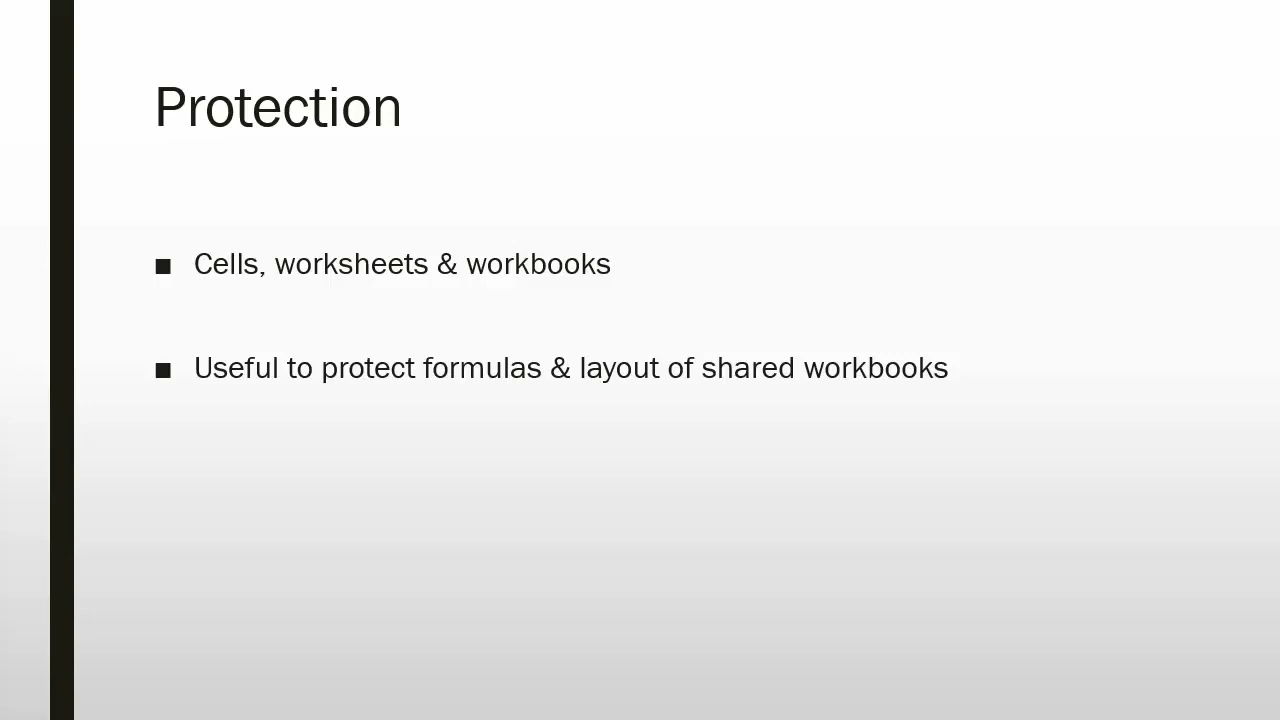 Protection
■ Cells, worksheets & workbooks
■ Useful to protect formulas & layout of shared workbooks